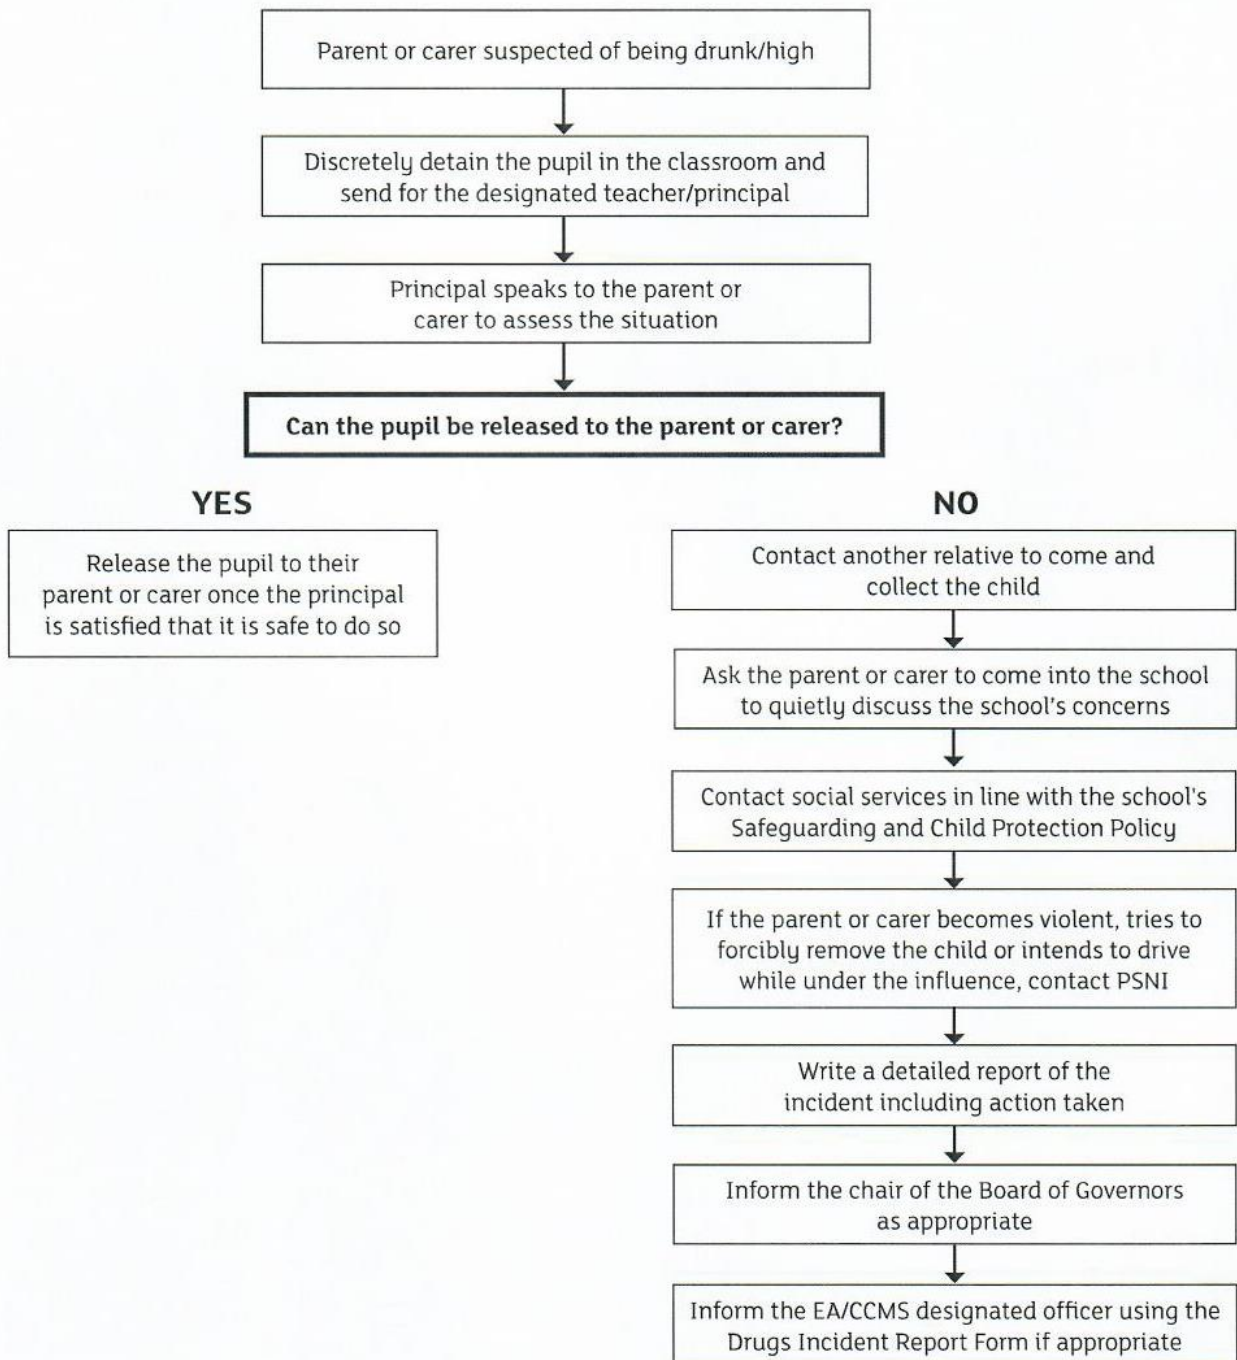 Parent or carer suspected of being drunk/high
Discretely detain the pupil in the classroom and
send for the designated teacher/principal
Principal speaks to the parent or
carer to assess the situation
Can the pupil be released to the parent or carer?
YES
Release the pupil to their
parent or carer once the principal
is satisfied that it is safe to do so
NO
Contact another relative to come and
collect the child
Ask the parent or carer to come into the school
to quietly discuss the school's concerns
Contact social services in line with the school's
Safeguarding and Child Protection Policy
If the parent or carer becomes violent, tries to
forcibly remove the child or intends to drive
while under the influence, contact PSNI
Write a detailed report of the
incident including action taken
Inform the chair of the Board of Governors
as appropriate
Inform the EA/CCMS designated officer using the
Drugs Incident Report Form if appropriate